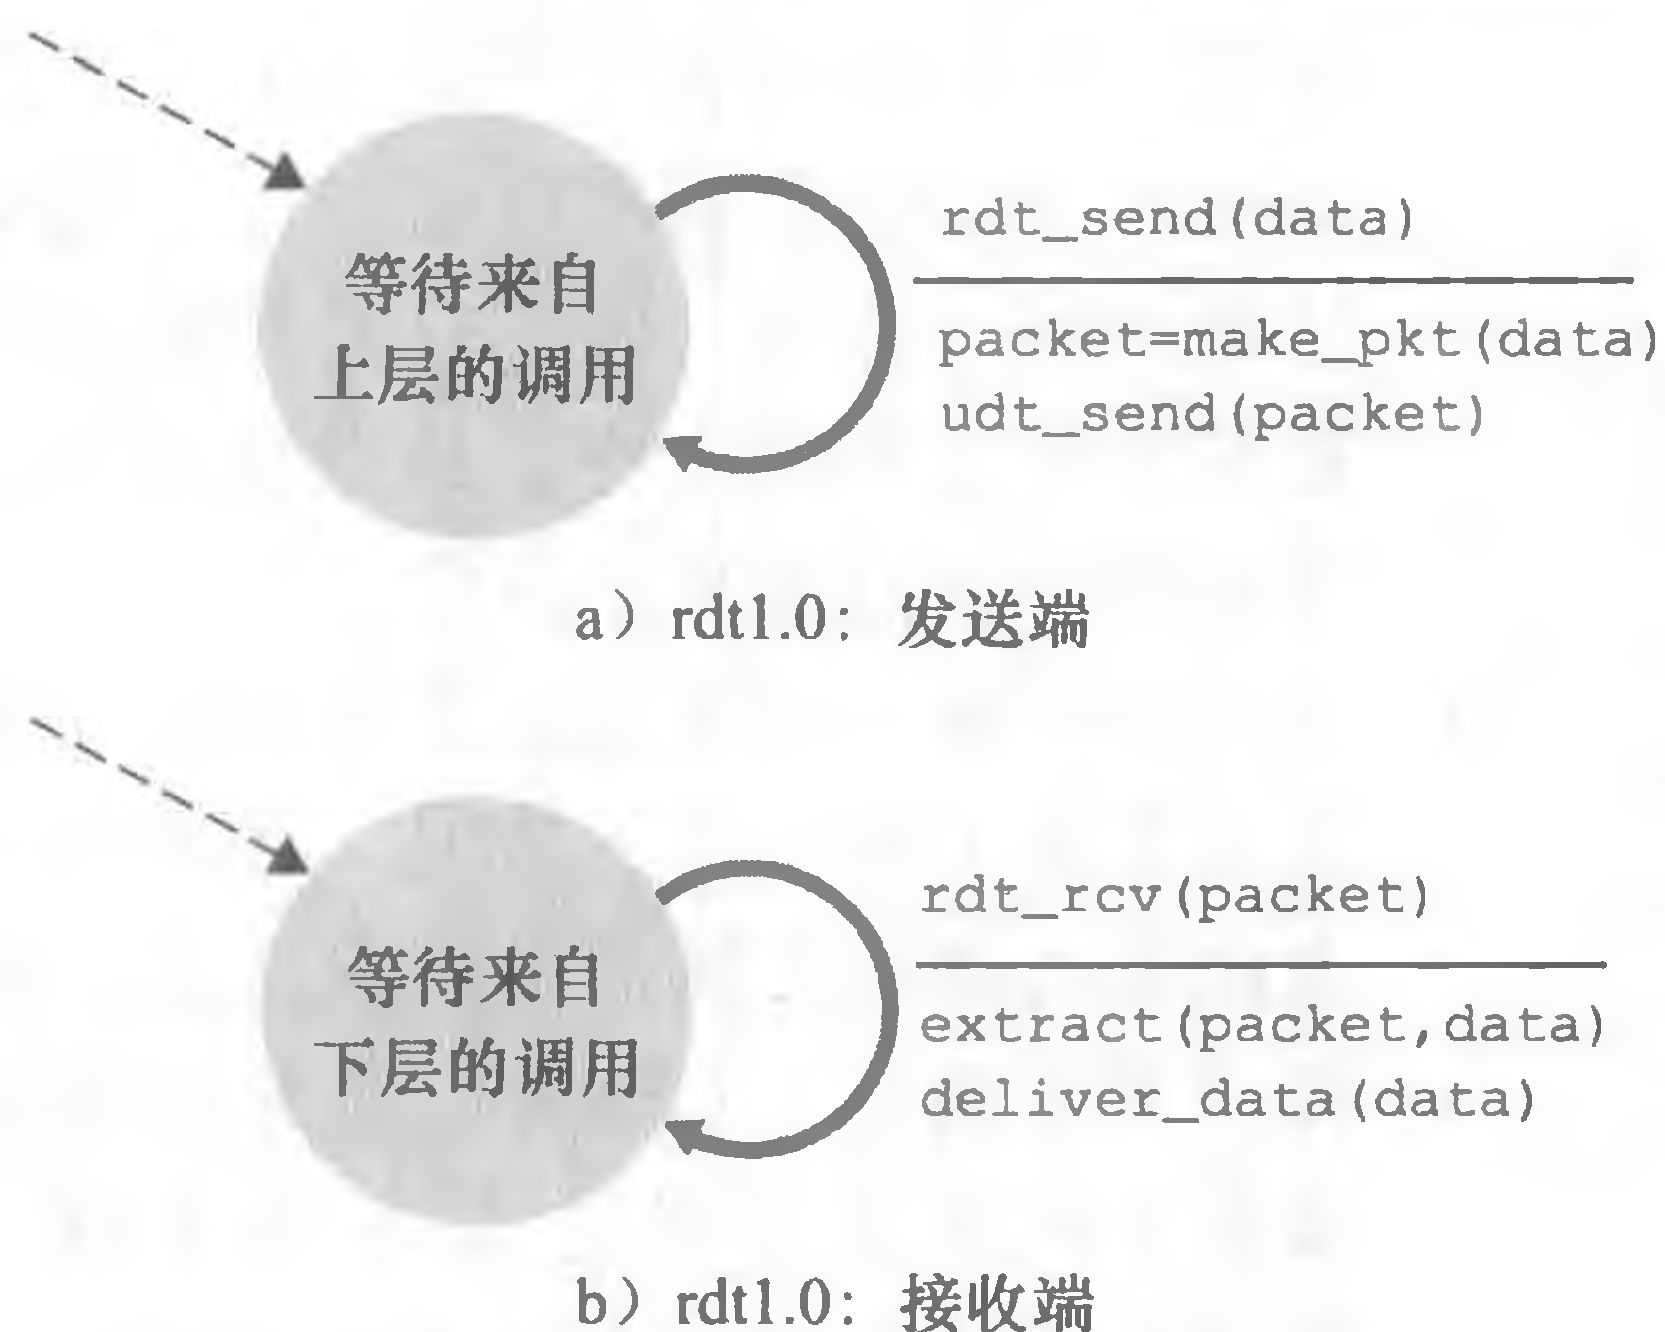 等待来自
上层的调用
rdt_send(data)
packet=make_pkt(data)
udt_send(packet)
a）rdt1.0：发送端
等待来自
下层的调用
rdt_rcv(packet)
extract(packet,data)
deliver_data(data)
b）rdt1.0：接收端